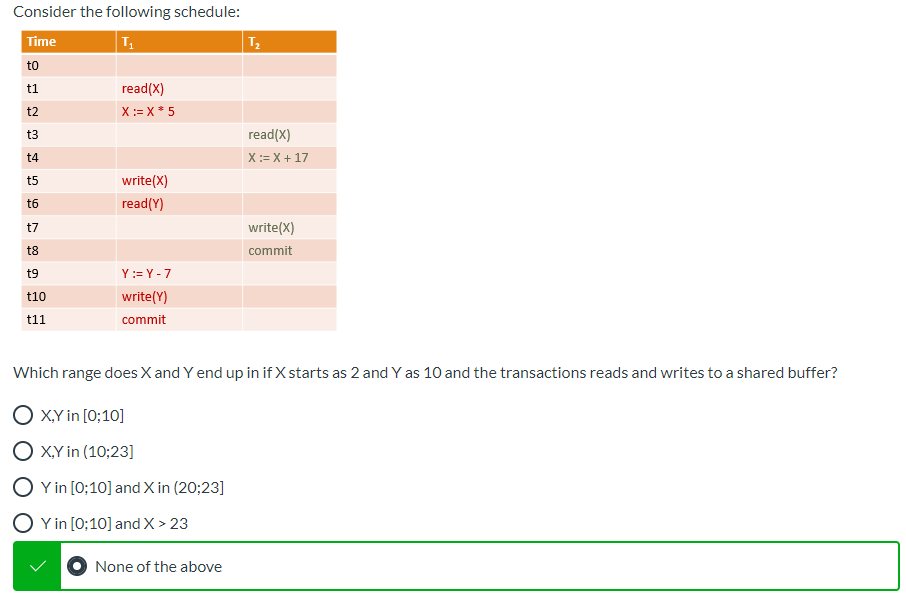 Consider the following schedule:
Time T₁ T₂
t0
t1 read(X)
t2 X := X * 5
t3 read(X)
t4 X := X + 17
t5 write(X)
t6 read(Y)
t7 write(X)
t8 commit
t9 Y := Y - 7
t10 write(Y)
t11 commit
Which range does X and Y end up in if X starts as 2 and Y as 10 and the transactions reads and writes to a shared buffer?
X,Y in [0;10]
X,Y in (10;23]
Y in [0;10] and X in (20;23]
Y in [0;10] and X > 23
None of the above